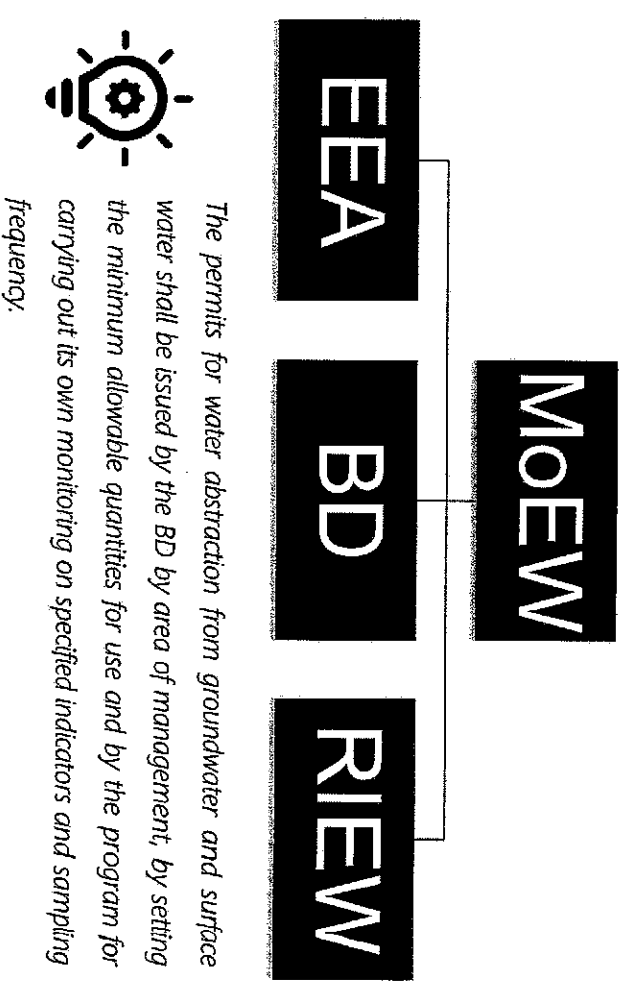 MoEW
EEA
BD
RIEW
The permits for water abstraction from groundwater and surface
water shall be issued by the BD by area of management, by setting
the minimum allowable quantities for use and by the program for
carrying out its own monitoring on specified indicators and sampling
frequency.